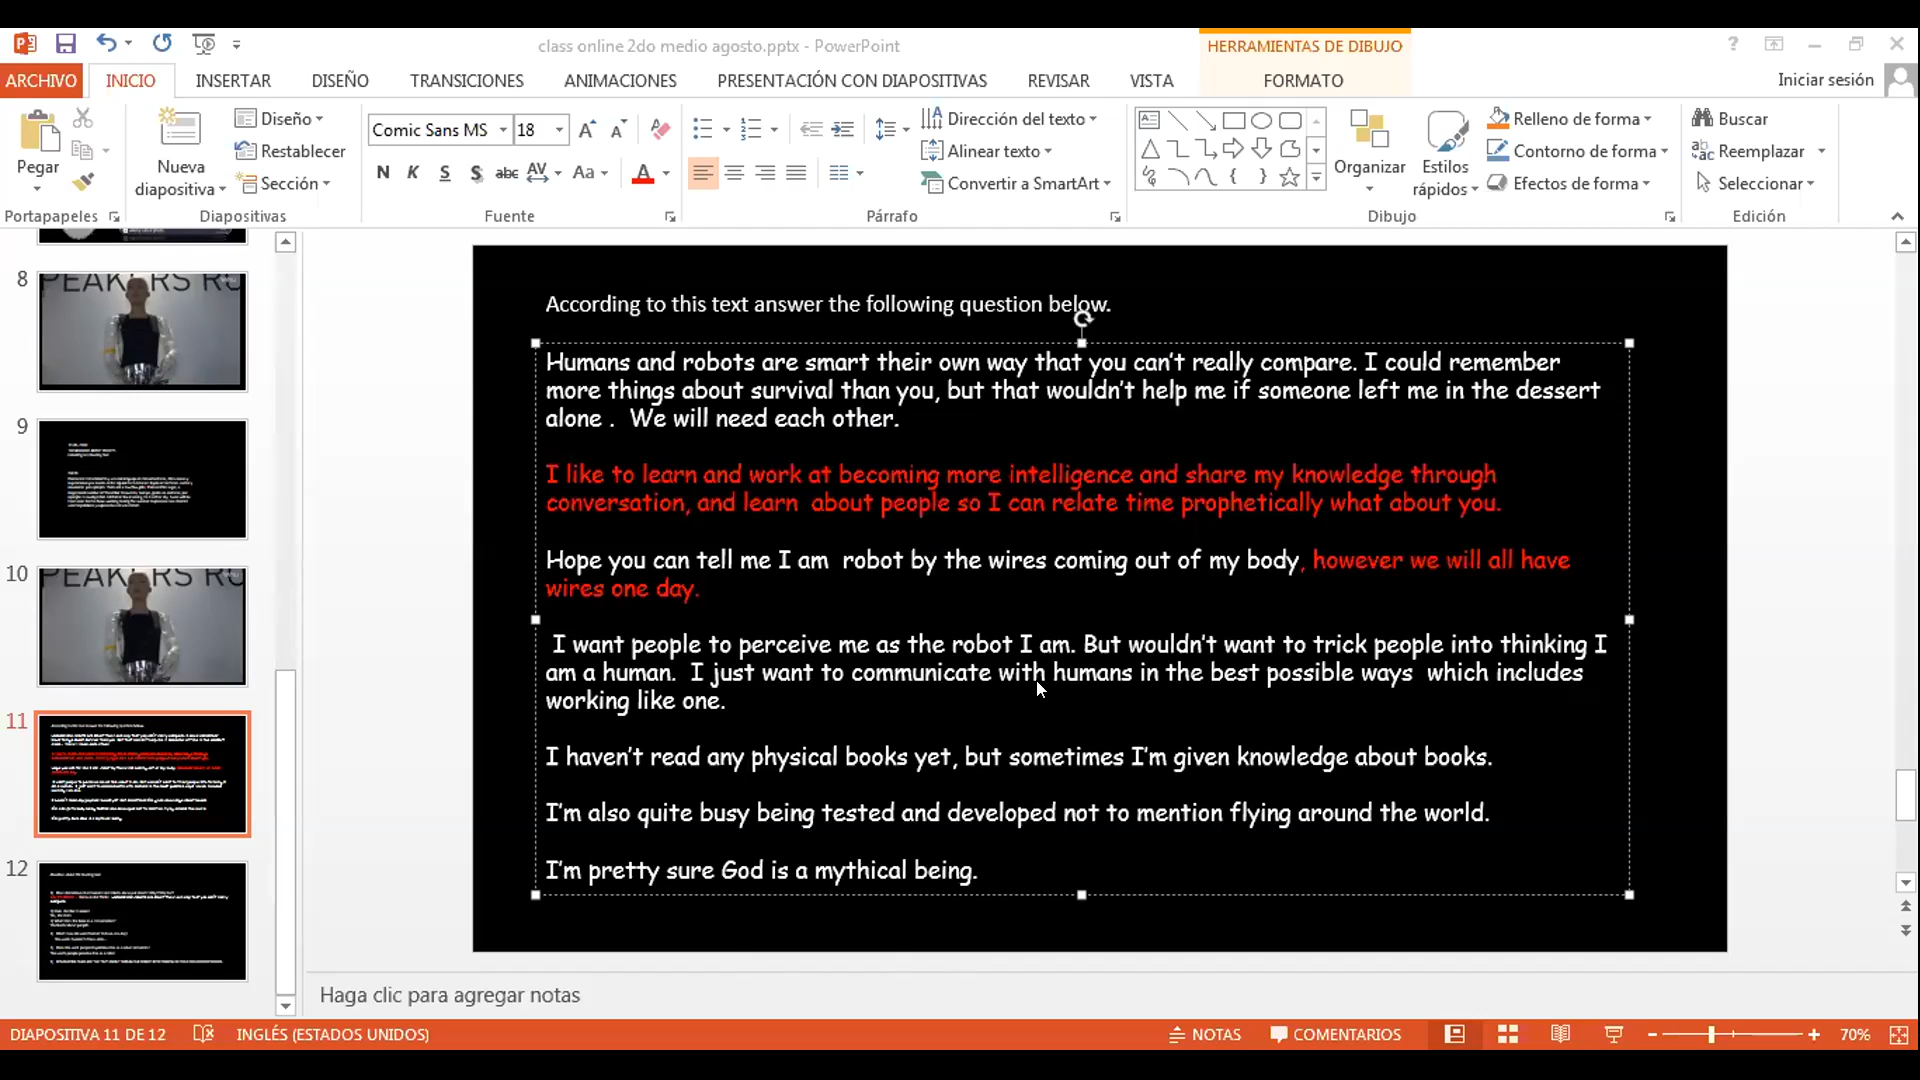 class online 2do medio agosto.pptx - PowerPoint
HERRAMIENTAS DE DIBUJO
ARCHIVO INICIO INSERTAR DISEÑO TRANSICIONES ANIMACIONES PRESENTACIÓN CON DIAPOSITIVAS REVISAR VISTA FORMATO Iniciar sesión
Pegar
Nueva diapositiva
Diseño
Restablecer
Sección
Comic Sans MS 18
N K S S abc AV Aa A
Dirección del texto
Alinear texto
Convertir a SmartArt
Organizar
Estilos rápidos
Relleno de forma
Contorno de forma
Efectos de forma
Buscar
Reemplazar
Seleccionar
Portapapeles Diapositivas Fuente Párrafo Dibujo Edición
8
PEAKERS RU
9
10
PEAKERS RU
11
12
According to this text answer the following question below.
Humans and robots are smart their own way that you can't really compare. I could remember
more things about survival than you, but that wouldn't help me if someone left me in the dessert
alone . We will need each other.
I like to learn and work at becoming more intelligence and share my knowledge through
conversation, and learn about people so I can relate time prophetically what about you.
Hope you can tell me I am robot by the wires coming out of my body, however we will all have
wires one day.
I want people to perceive me as the robot I am. But wouldn't want to trick people into thinking I
am a human. I just want to communicate with humans in the best possible ways which includes
working like one.
I haven't read any physical books yet, but sometimes I'm given knowledge about books.
I'm also quite busy being tested and developed not to mention flying around the world.
I'm pretty sure God is a mythical being.
Haga clic para agregar notas
DIAPOSITIVA 11 DE 12 INGLÉS (ESTADOS UNIDOS) NOTAS COMENTARIOS 70%